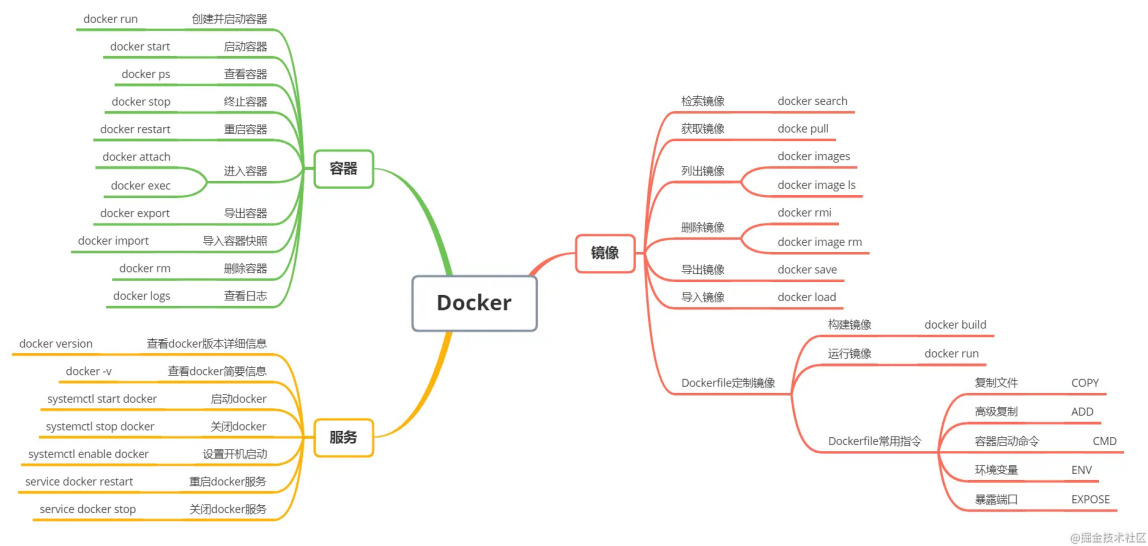 Docker
容器
docker run 创建并启动容器
docker start 启动容器
docker ps 查看容器
docker stop 终止容器
docker restart 重启容器
docker attach
进入容器
docker exec
docker export 导出容器
docker import 导入容器快照
docker rm 删除容器
docker logs 查看日志
服务
docker version 查看docker版本详细信息
docker -v 查看docker简要信息
systemctl start docker 启动docker
systemctl stop docker 关闭docker
systemctl enable docker 设置开机启动
service docker restart 重启docker服务
service docker stop 关闭docker服务
镜像
检索镜像 docker search
获取镜像 docke pull
列出镜像
docker images
docker image ls
删除镜像
docker rmi
docker image rm
导出镜像 docker save
导入镜像 docker load
Dockerfile定制镜像
构建镜像 docker build
运行镜像 docker run
Dockerfile常用指令
复制文件 COPY
高级复制 ADD
容器启动命令 CMD
环境变量 ENV
暴露端口 EXPOSE
@掘金技术社区